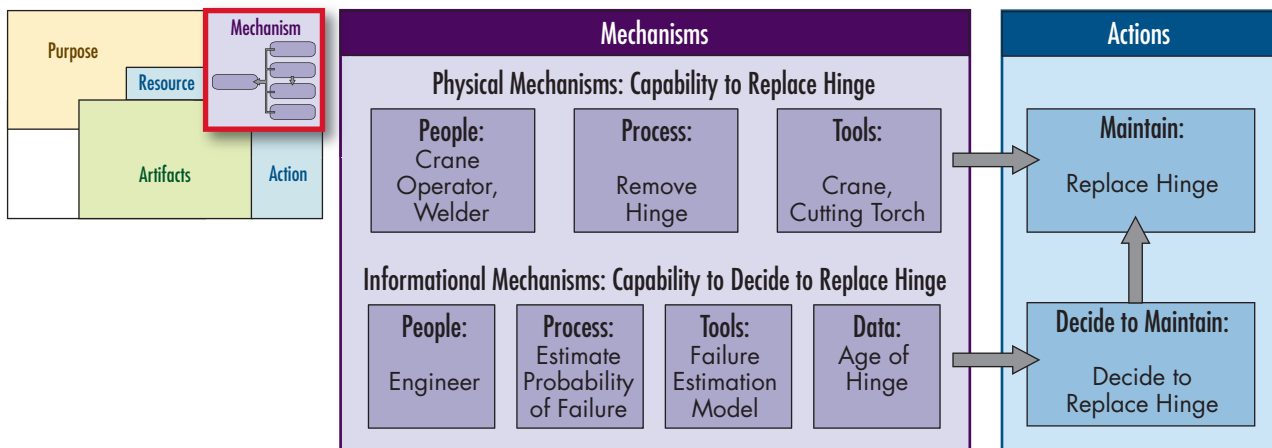 Purpose
Mechanism
Resource
Artifacts
Action
Mechanisms
Physical Mechanisms: Capability to Replace Hinge
People:
Crane
Operator,
Welder
Process:
Remove
Hinge
Tools:
Crane,
Cutting Torch
Informational Mechanisms: Capability to Decide to Replace Hinge
People:
Engineer
Process:
Estimate
Probability
of Failure
Tools:
Failure
Estimation
Model
Data:
Age of
Hinge
Actions
Maintain:
Replace Hinge
Decide to Maintain:
Decide to
Replace Hinge